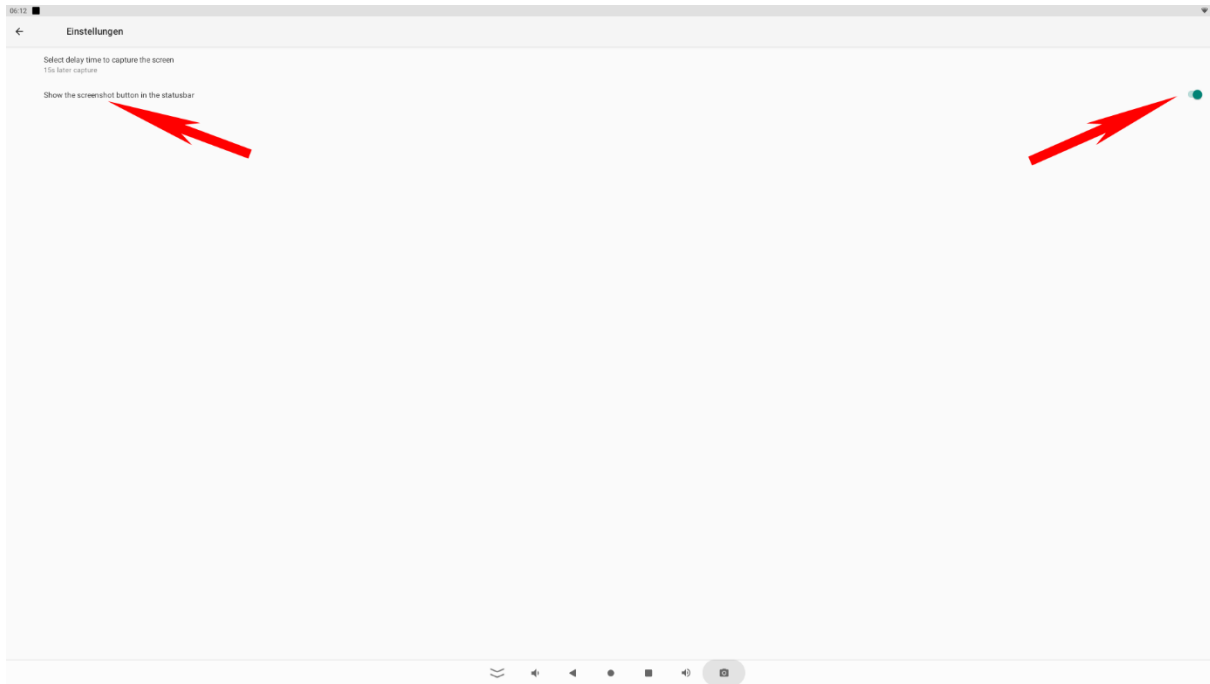 06:12
Einstellungen
Select delay time to capture the screen
15s later capture
Show the screenshot button in the statusbar